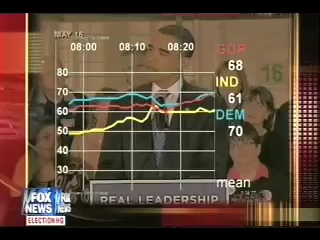 MAY 16
08:00 08:10 08:20
GOP
68
IND
61
DEM
70
80
70
60
50
40
30
16
mean
FOX
NEWS
ELECTION HQ
REAL LEADERSHIP